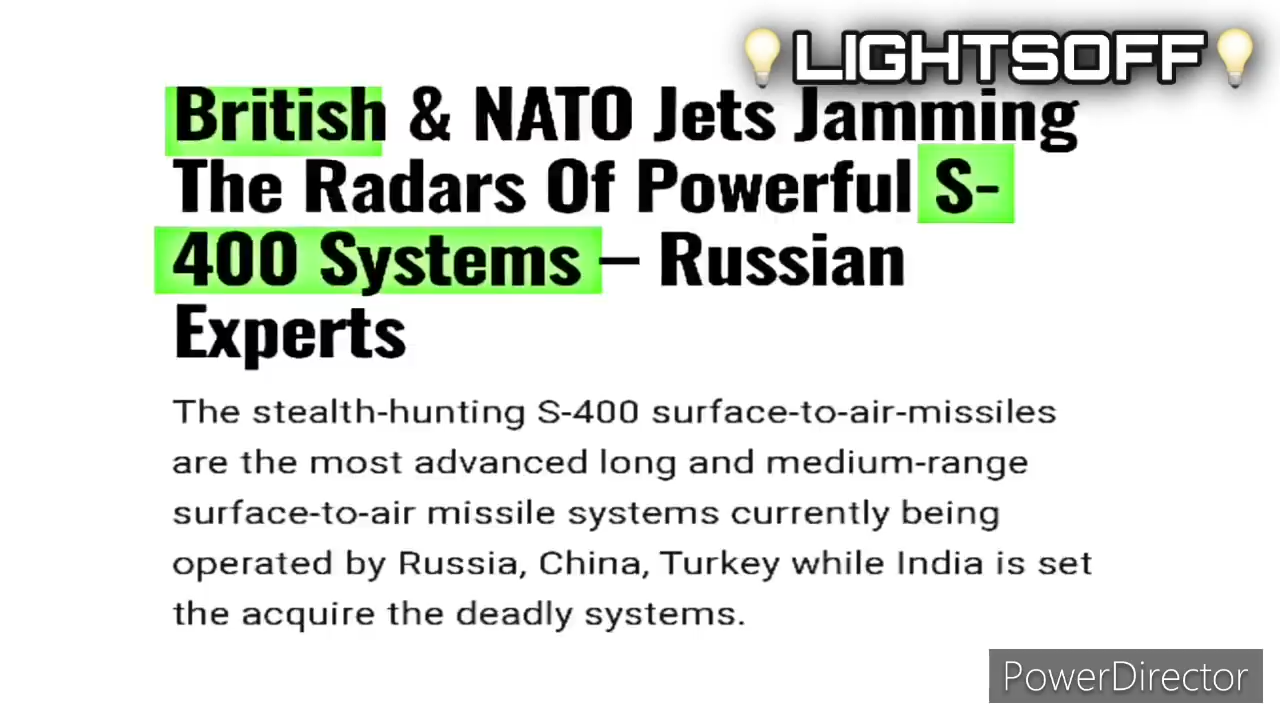 💡LIGHTSOFF💡
British & NATO Jets Jamming
The Radars Of Powerful S-
400 Systems – Russian
Experts
The stealth-hunting S-400 surface-to-air-missiles
are the most advanced long and medium-range
surface-to-air missile systems currently being
operated by Russia, China, Turkey while India is set
the acquire the deadly systems.
PowerDirector